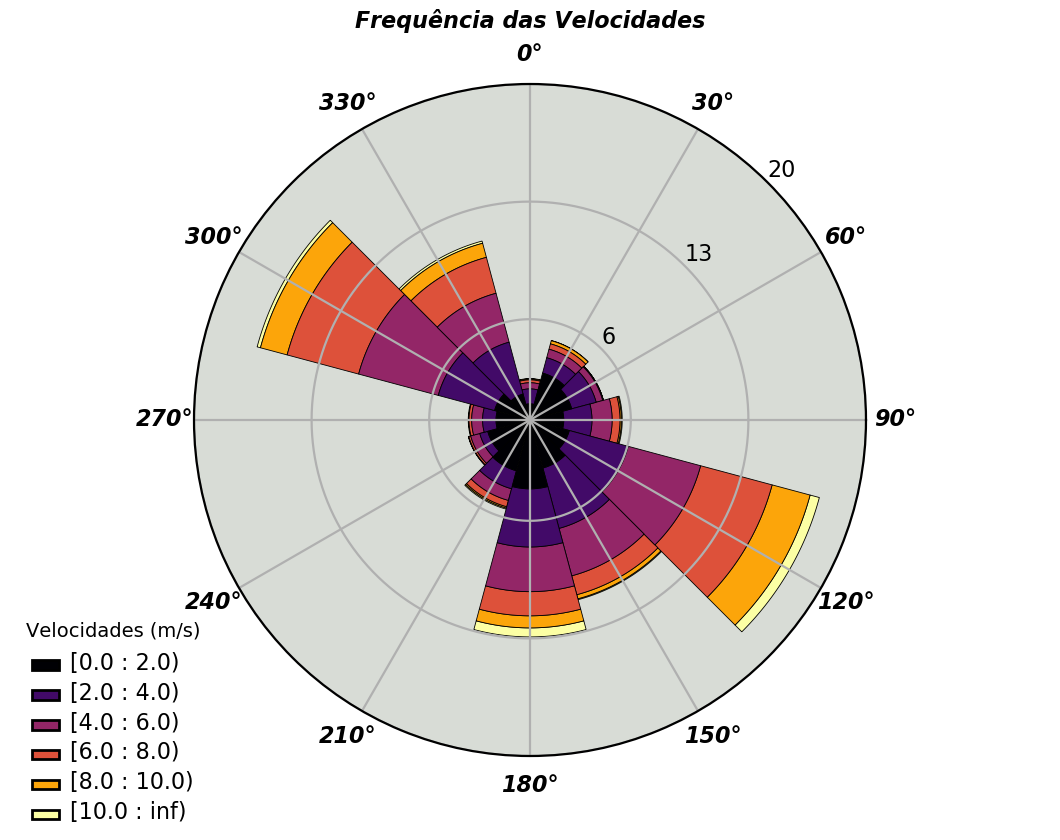 Frequência das Velocidades
0°
330°
30°
20
300°
60°
13
6
270°
90°
240°
120°
210°
150°
180°
Velocidades (m/s)
[0.0 : 2.0)
[2.0 : 4.0)
[4.0 : 6.0)
[6.0 : 8.0)
[8.0 : 10.0)
[10.0 : inf)